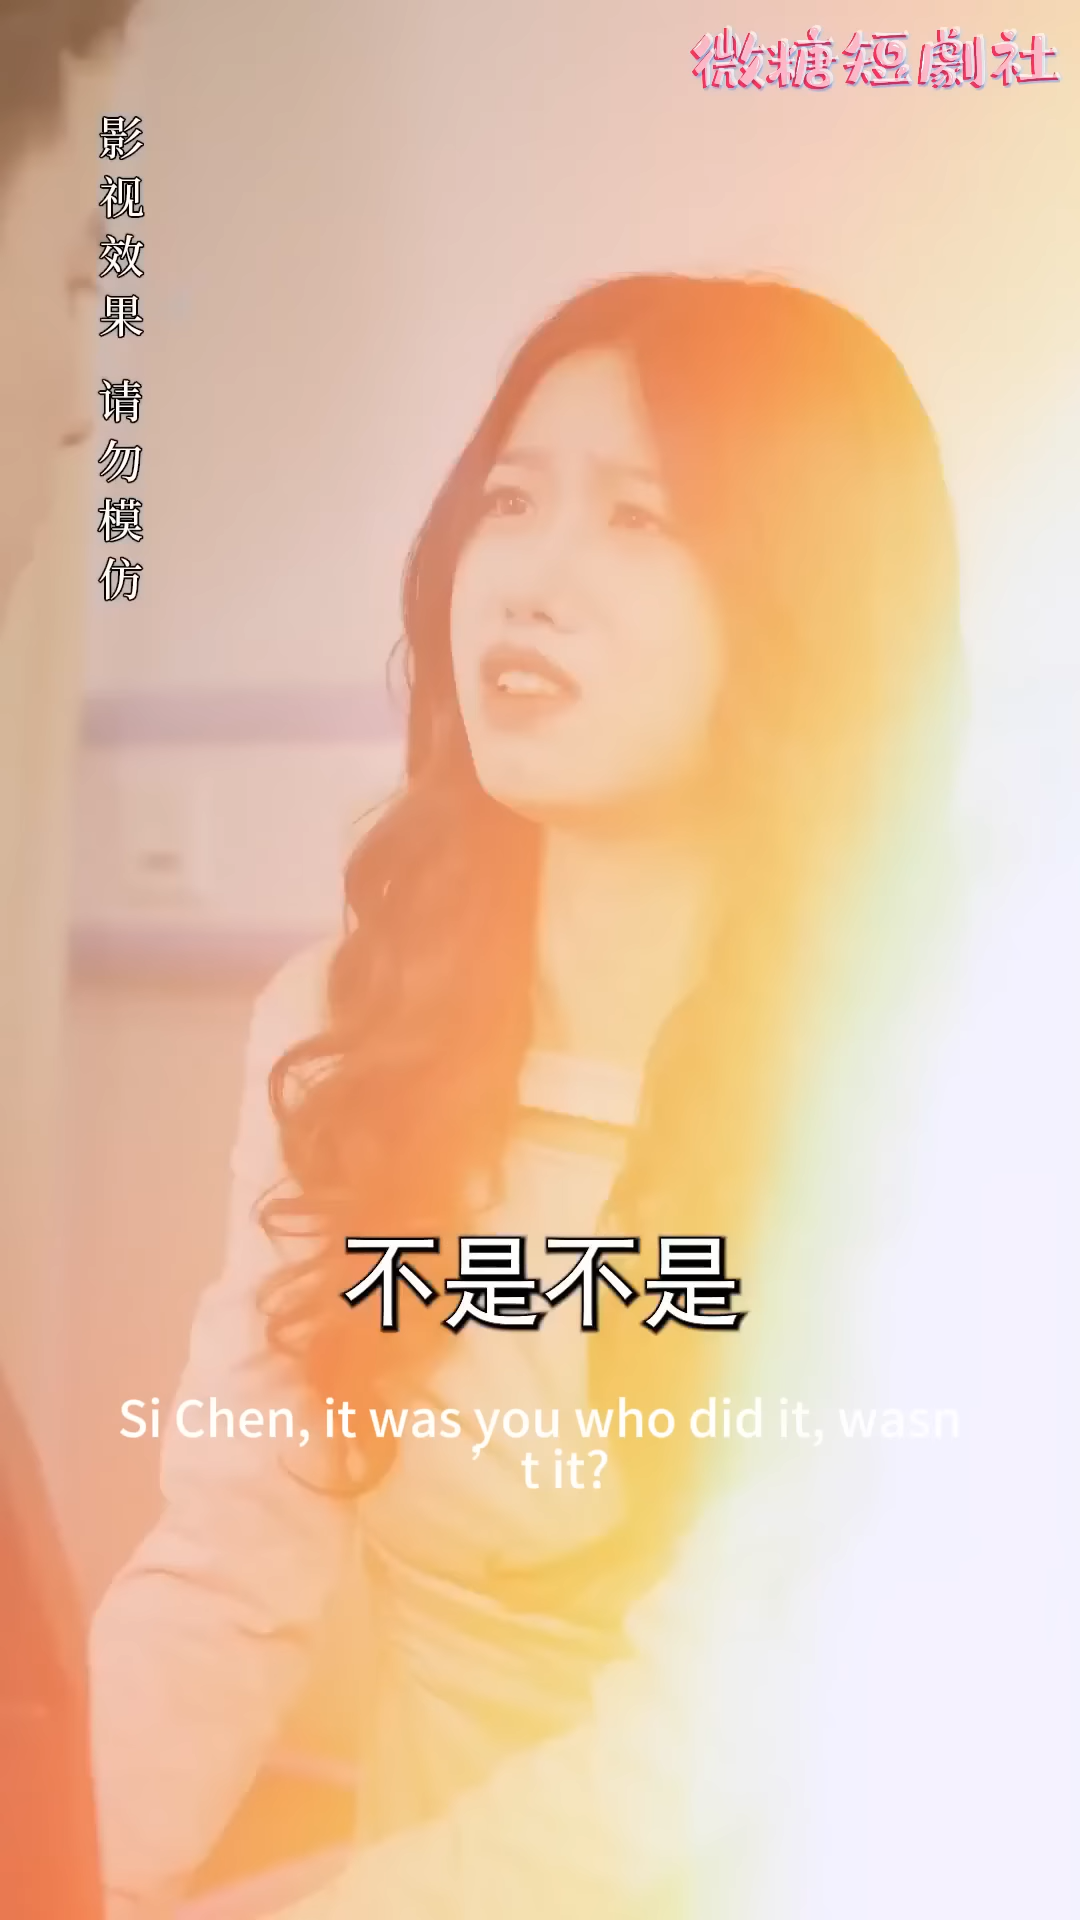 微糖短劇社
影视效果 请勿模仿
不是不是
Si Chen, it was you who did it, wasn
’t it?